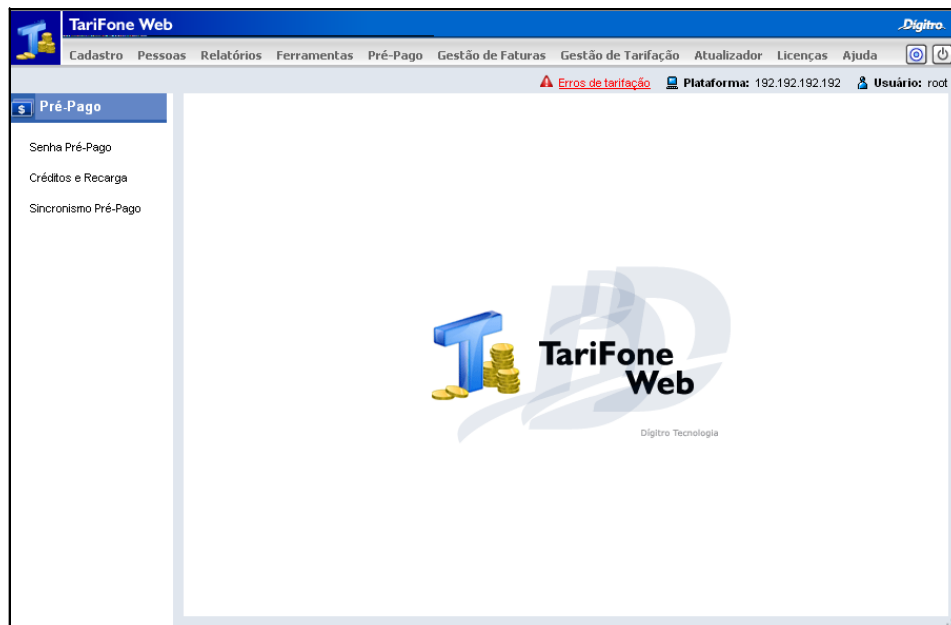 TariFone Web
Dígitro
Cadastro Pessoas Relatórios Ferramentas Pré-Pago Gestão de Faturas Gestão de Tarifação Atualizador Licenças Ajuda
Erros de tarifação Plataforma: 192.192.192.192 Usuário: root
$ Pré-Pago
Senha Pré-Pago
Créditos e Recarga
Sincronismo Pré-Pago
TariFone
Web
Dígitro Tecnologia